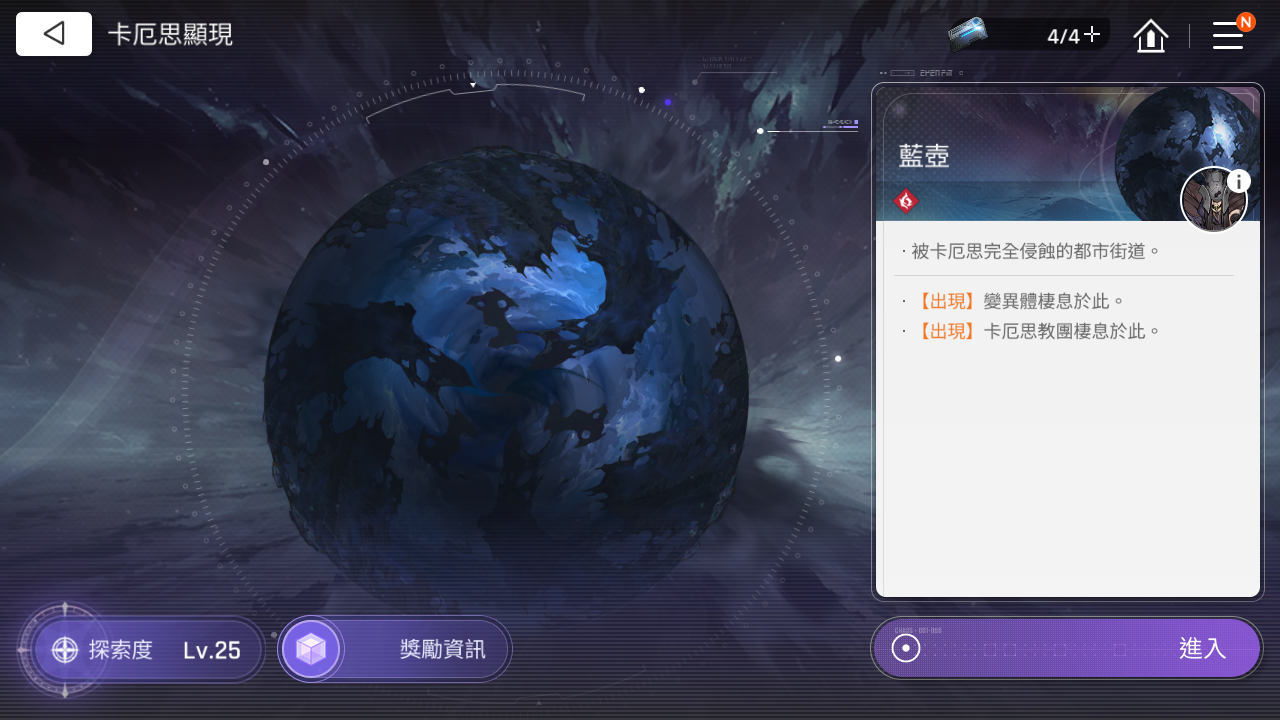 卡厄思顯現
4/4
N
藍壺
· 被卡厄思完全侵蝕的都市街道。
· 【出現】變異體棲息於此。
· 【出現】卡厄思教團棲息於此。
探索度 Lv.25
獎勵資訊
進入